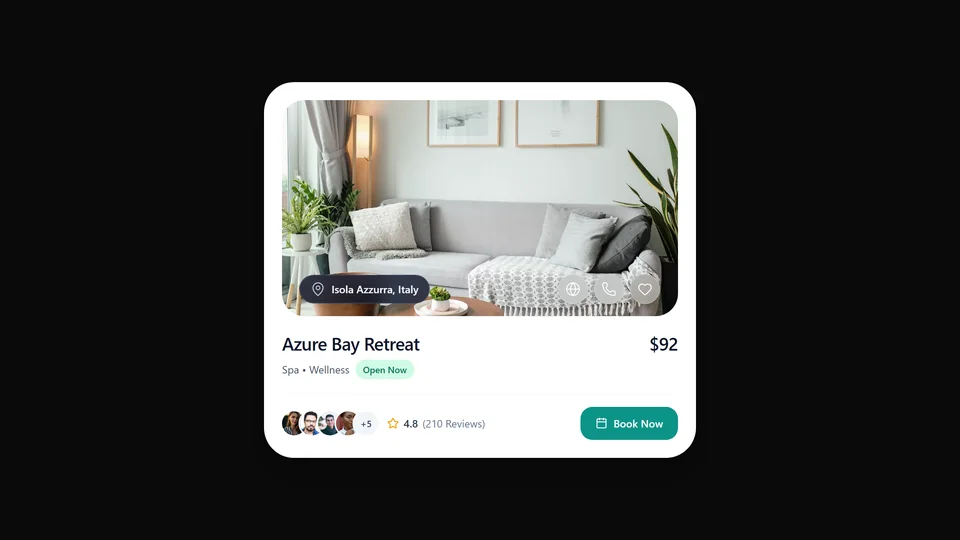 Isola Azzurra, Italy
Azure Bay Retreat
$92
Spa • Wellness
Open Now
+5
4.8 (210 Reviews)
Book Now